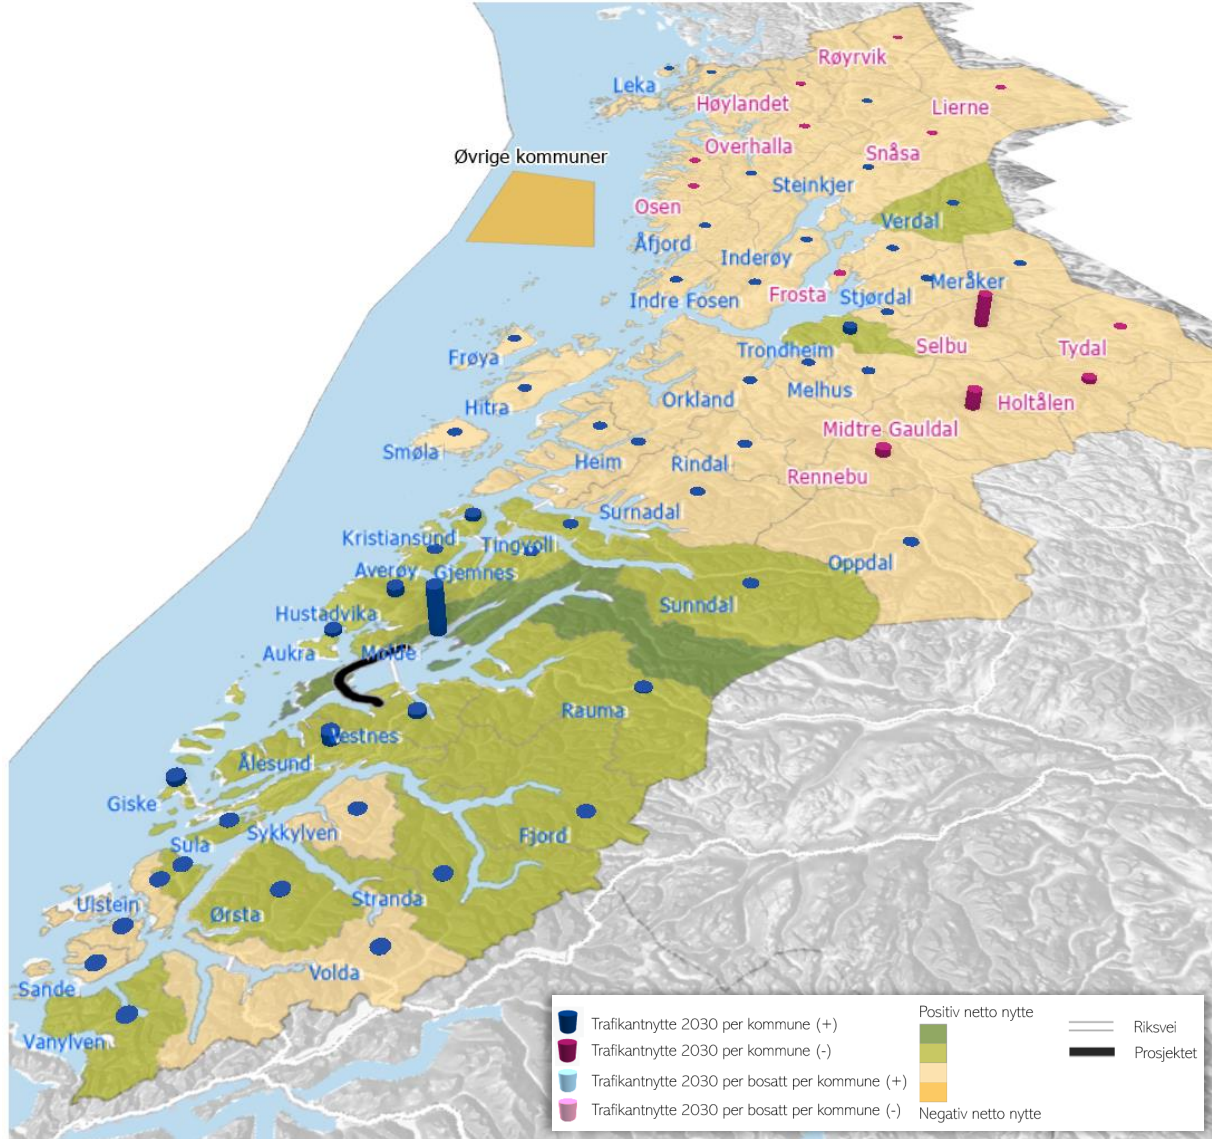 Røyrvik
Leka
Høylandet
Lierne
Øvrige kommuner
Overhalla
Snåsa
Steinkjer
Osen
Verdal
Åfjord
Inderøy
Meråker
Indre Fosen
Frosta
Stjørdal
Frøya
Trondheim
Selbu
Tydal
Hitra
Orkland
Melhus
Holtålen
Smøla
Midtre Gauldal
Heim
Rindal
Rennebu
Surnadal
Kristiansund
Tingvoll
Oppdal
Averøy
Gjemnes
Hustadvika
Sunndal
Aukra
Molde
Rauma
Vestnes
Ålesund
Giske
Sykkylven
Fjord
Sula
Stranda
Ulstein
Ørsta
Volda
Sande
Vanylven
Trafikantnytte 2030 per kommune (+)
Trafikantnytte 2030 per kommune (-)
Trafikantnytte 2030 per bosatt per kommune (+)
Trafikantnytte 2030 per bosatt per kommune (-)
Positiv netto nytte
Negativ netto nytte
Riksvei
Prosjektet